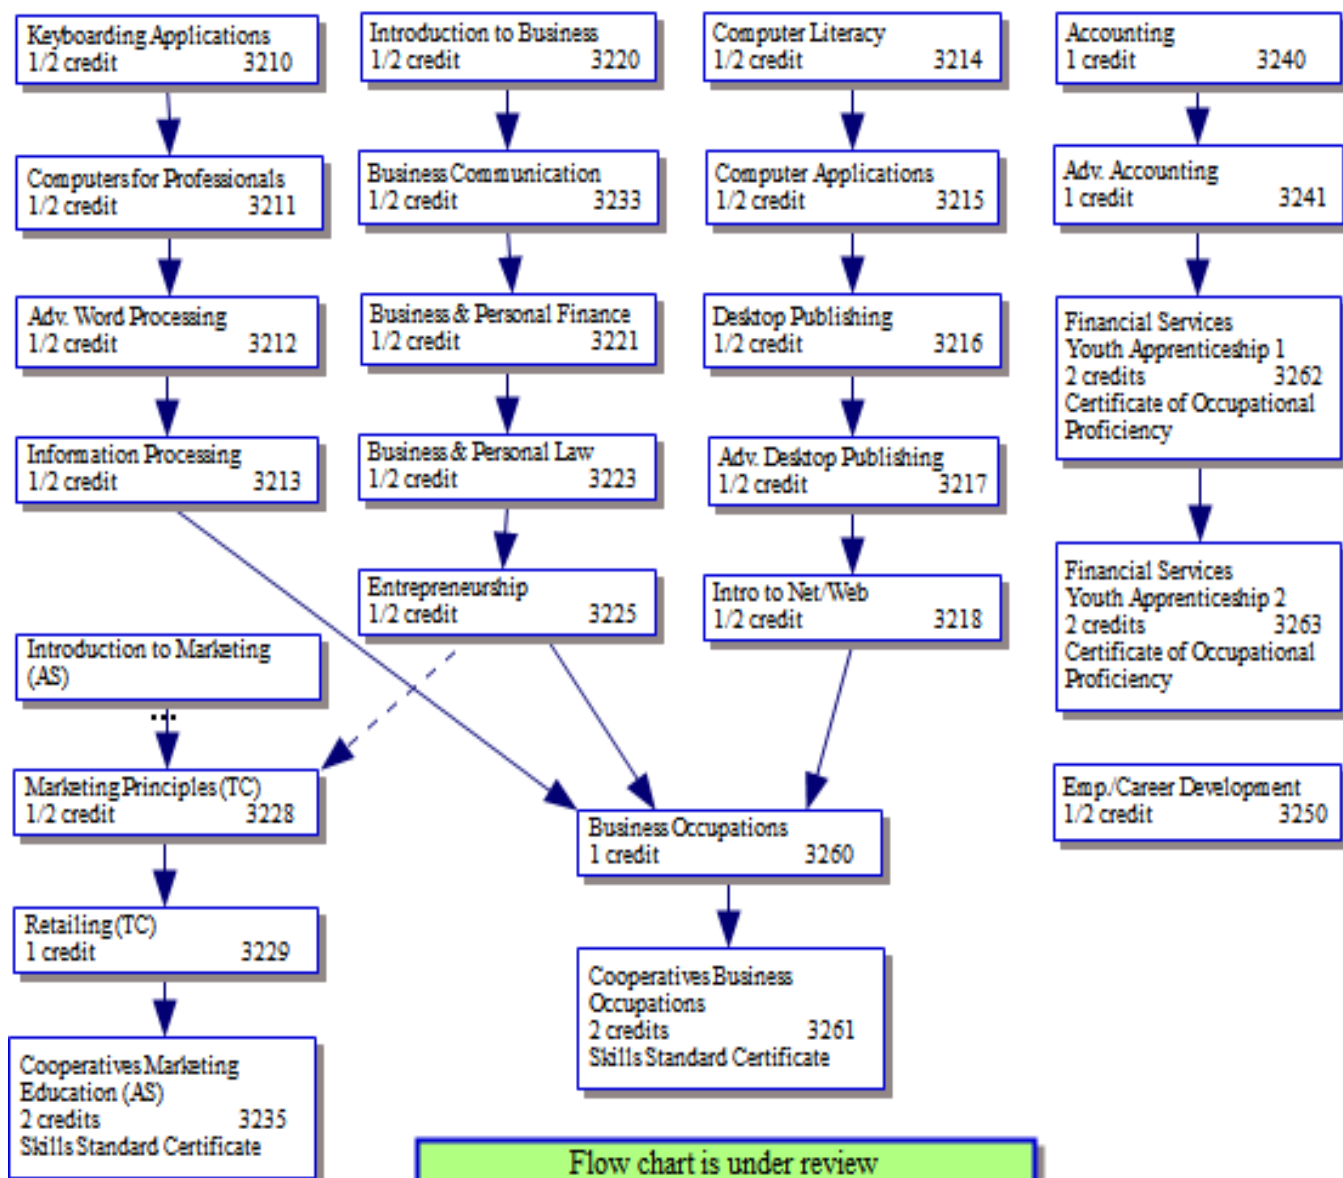 Keyboarding Applications
1/2 credit 3210
Introduction to Business
1/2 credit 3220
Computer Literacy
1/2 credit 3214
Accounting
1 credit 3240
Computers for Professionals
1/2 credit 3211
Business Communication
1/2 credit 3233
Computer Applications
1/2 credit 3215
Adv. Accounting
1 credit 3241
Adv. Word Processing
1/2 credit 3212
Business & Personal Finance
1/2 credit 3221
Desktop Publishing
1/2 credit 3216
Financial Services
Youth Apprenticeship 1
2 credits 3262
Certificate of Occupational
Proficiency
Information Processing
1/2 credit 3213
Business & Personal Law
1/2 credit 3223
Adv. Desktop Publishing
1/2 credit 3217
Entrepreneurship
1/2 credit 3225
Intro to Net/Web
1/2 credit 3218
Financial Services
Youth Apprenticeship 2
2 credits 3263
Certificate of Occupational
Proficiency
Introduction to Marketing
(AS)
...
Marketing Principles (TC)
1/2 credit 3228
Business Occupations
1 credit 3260
Emp./Career Development
1/2 credit 3250
Retailing (TC)
1 credit 3229
Cooperatives Business
Occupations
2 credits 3261
Skills Standard Certificate
Cooperatives Marketing
Education (AS)
2 credits 3235
Skills Standard Certificate
Flow chart is under review